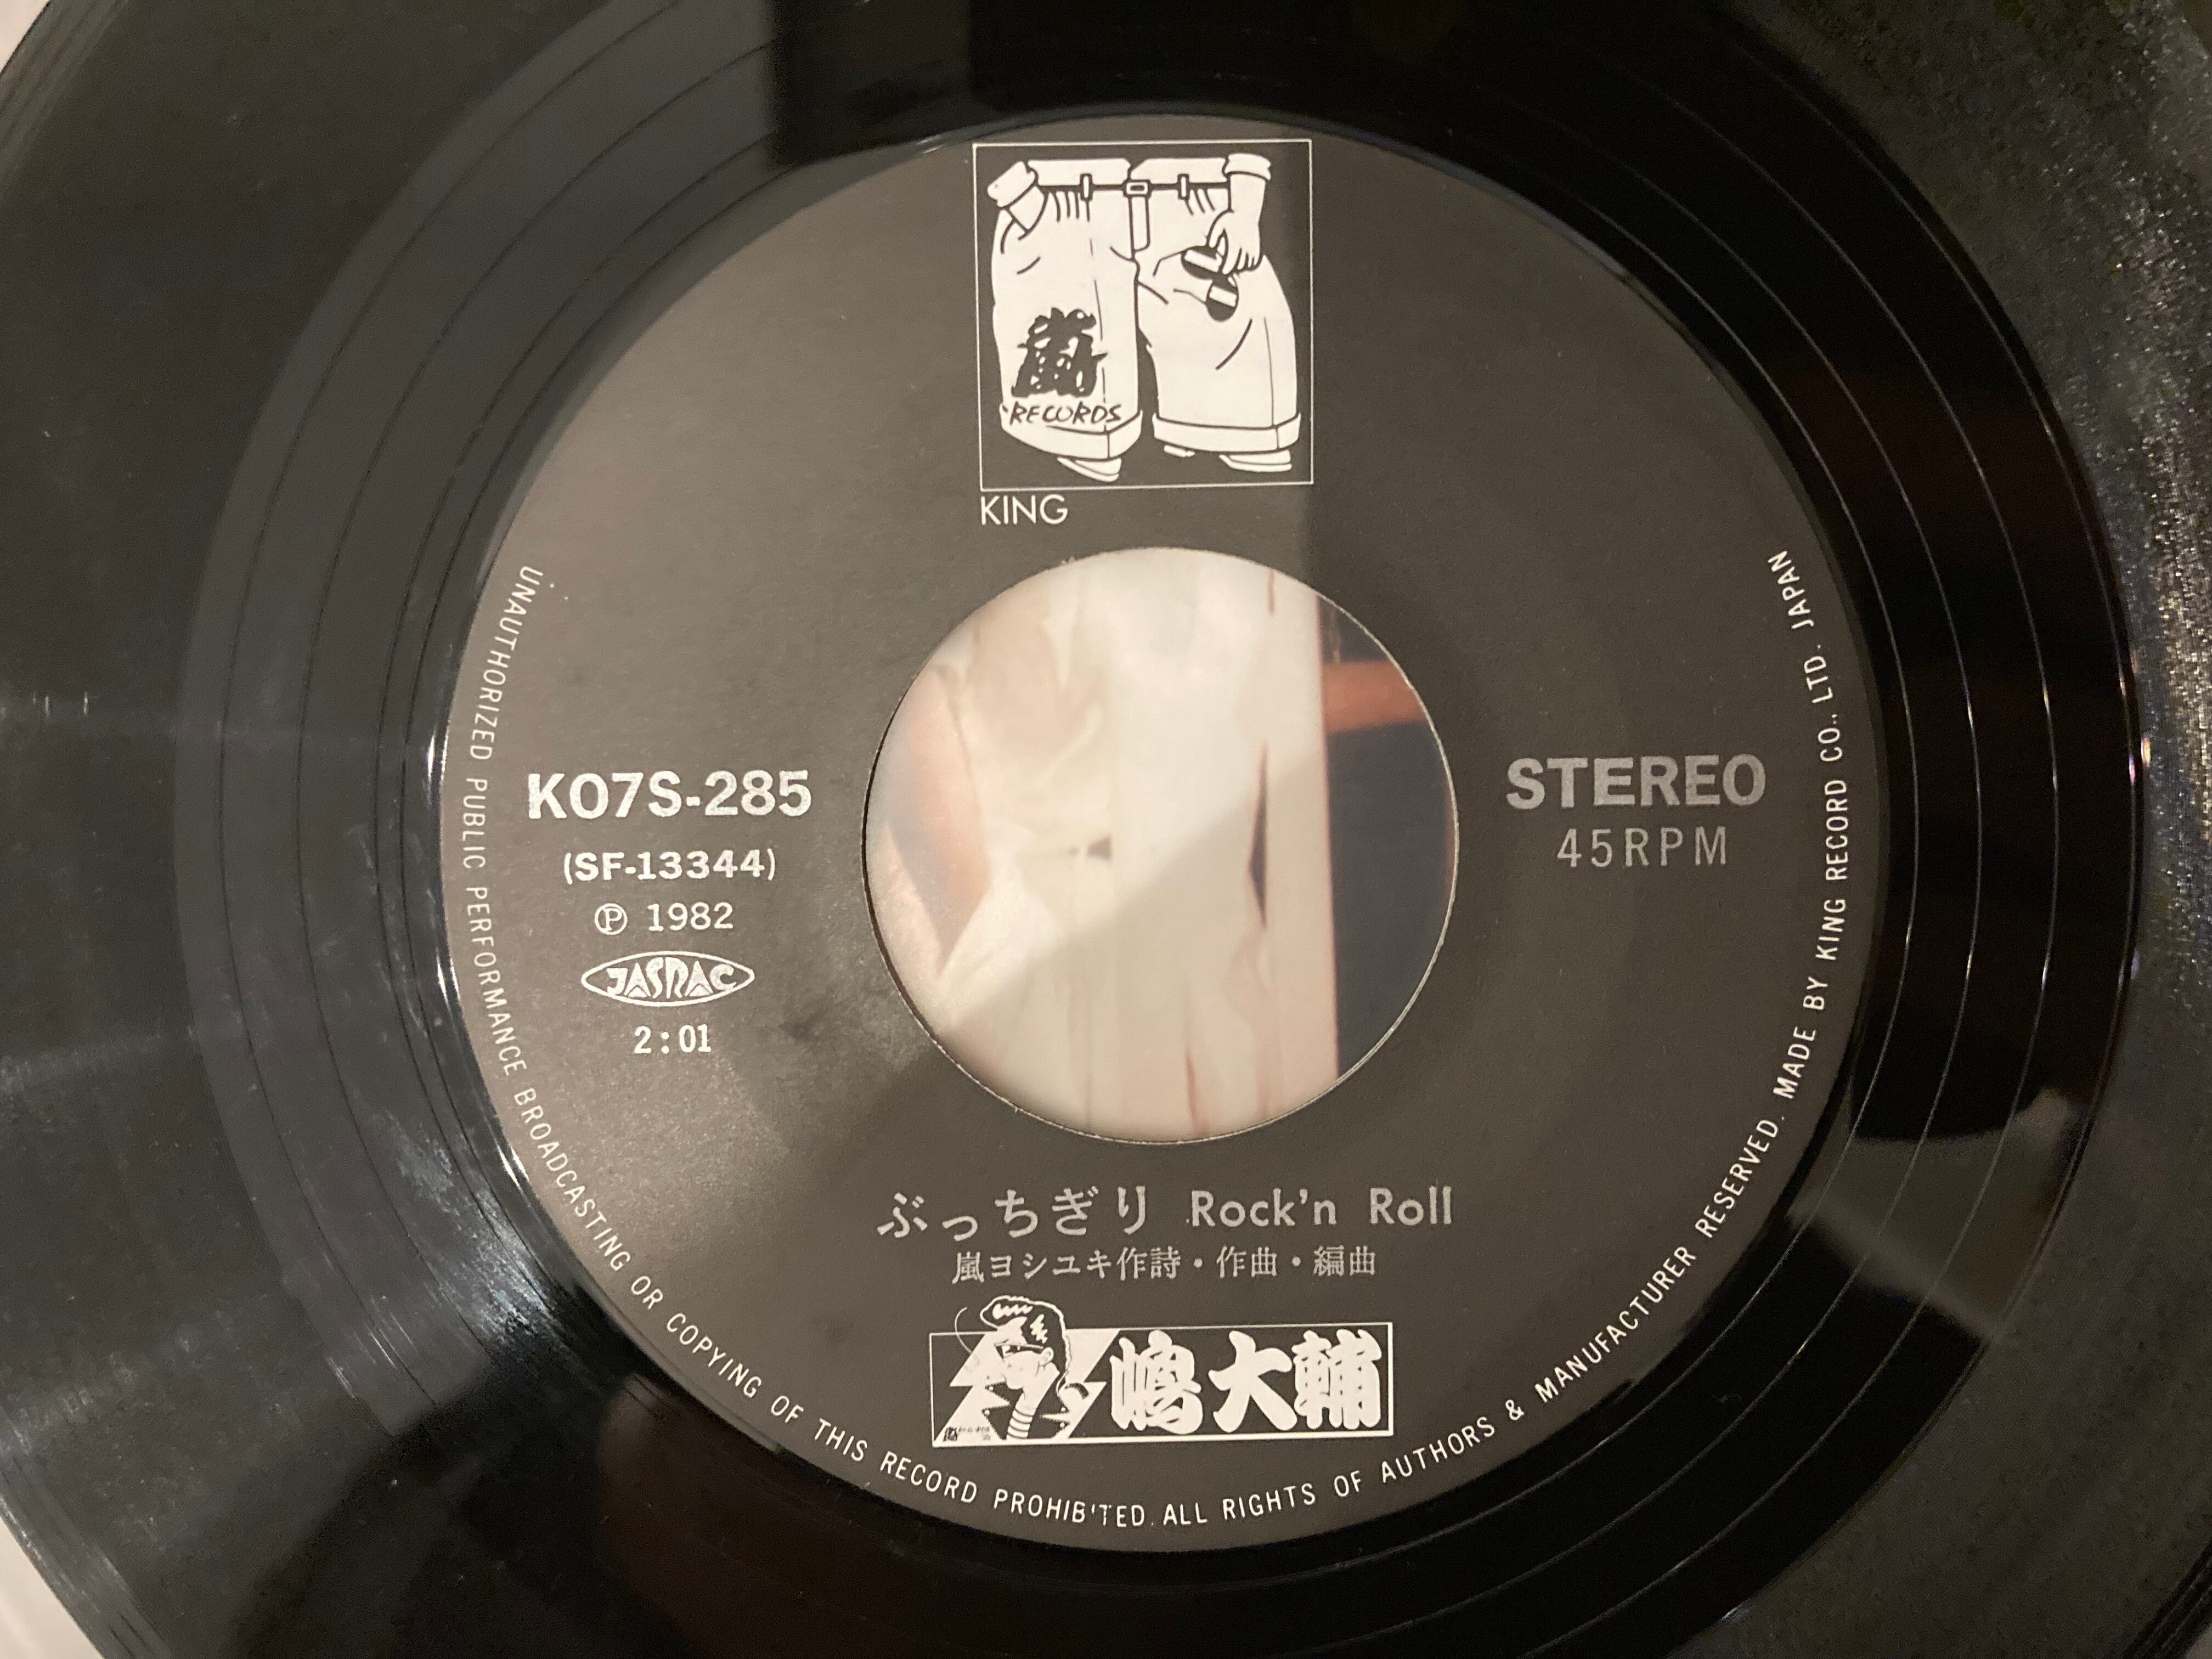 嵐
RECORDS
KING
K07S-285
(SF-13344)
Ⓟ 1982
JASRAC
2:01
STEREO
45RPM
ぶっちぎり Rock'n Roll
嵐ヨシユキ作詩・作曲・編曲
嶋大輔
UNAUTHORIZED PUBLIC PERFORMANCE BROADCASTING OR COPYING OF THIS RECORD PROHIBITED. ALL RIGHTS OF AUTHORS & MANUFACTURER RESERVED. MADE BY KING RECORD CO., LTD. JAPAN